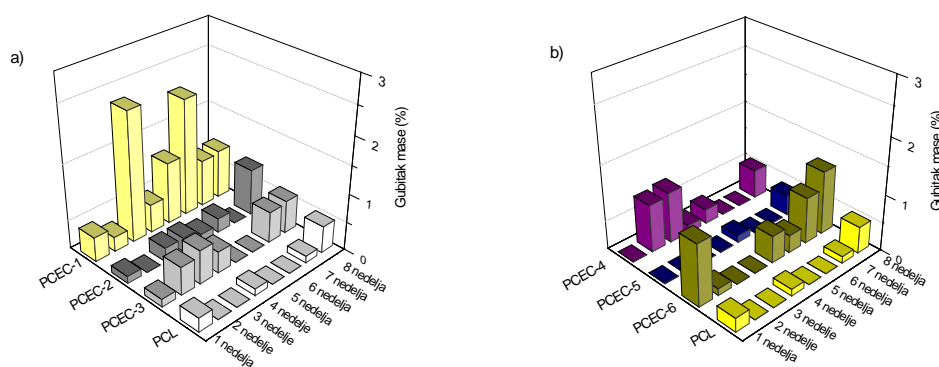 a)
3
2
1
0
Gubitak mase (%)
PCEC-1
PCEC-2
PCEC-3
PCL
8 nedelja
7 nedelja
6 nedelja
5 nedelja
4 nedelje
3 nedelje
2 nedelje
1 nedelja
b)
3
2
1
0
Gubitak mase (%)
PCEC-4
PCEC-5
PCEC-6
PCL
8 nedelja
7 nedelja
6 nedelja
5 nedelja
4 nedelje
3 nedelje
2 nedelje
1 nedelja